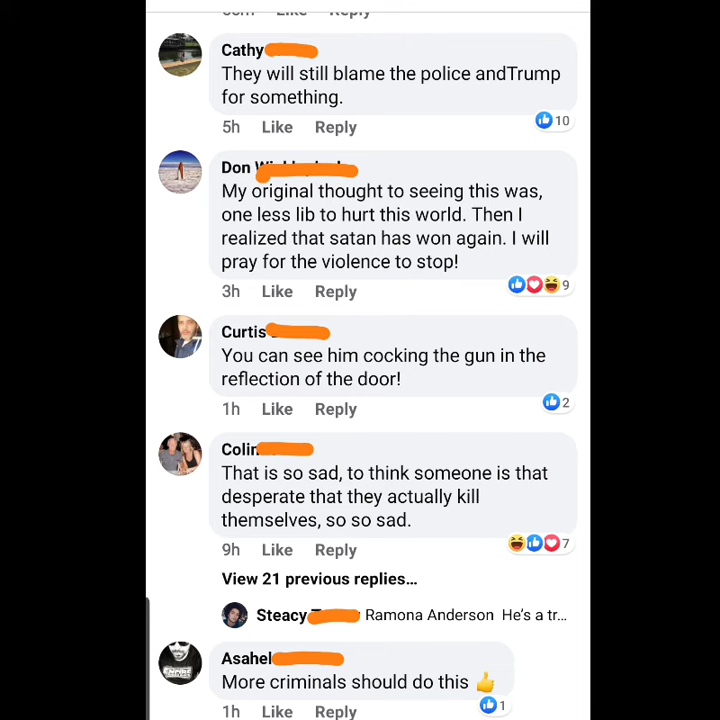 Like Reply
Cathy
They will still blame the police andTrump
for something.
5h Like Reply
10
Don
My original thought to seeing this was,
one less lib to hurt this world. Then I
realized that satan has won again. I will
pray for the violence to stop!
3h Like Reply
9
Curtis
You can see him cocking the gun in the
reflection of the door!
1h Like Reply
2
Colin
That is so sad, to think someone is that
desperate that they actually kill
themselves, so so sad.
9h Like Reply
7
View 21 previous replies...
Steacy Ramona Anderson He's a tr...
Asahel
More criminals should do this 👍
1h Like Reply
1